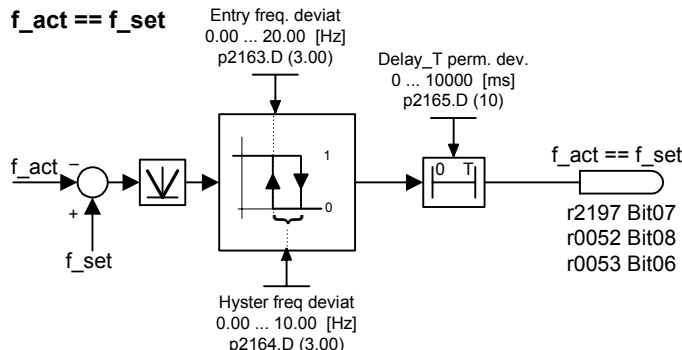 f_act == f_set
Entry freq. deviat
0.00 ... 20.00 [Hz]
p2163.D (3.00)
Delay_T perm. dev.
0 ... 10000 [ms]
p2165.D (10)
f_act
–
+
f_set
1
0
0 T
f_act == f_set
r2197 Bit07
r0052 Bit08
r0053 Bit06
Hyster freq deviat
0.00 ... 10.00 [Hz]
p2164.D (3.00)